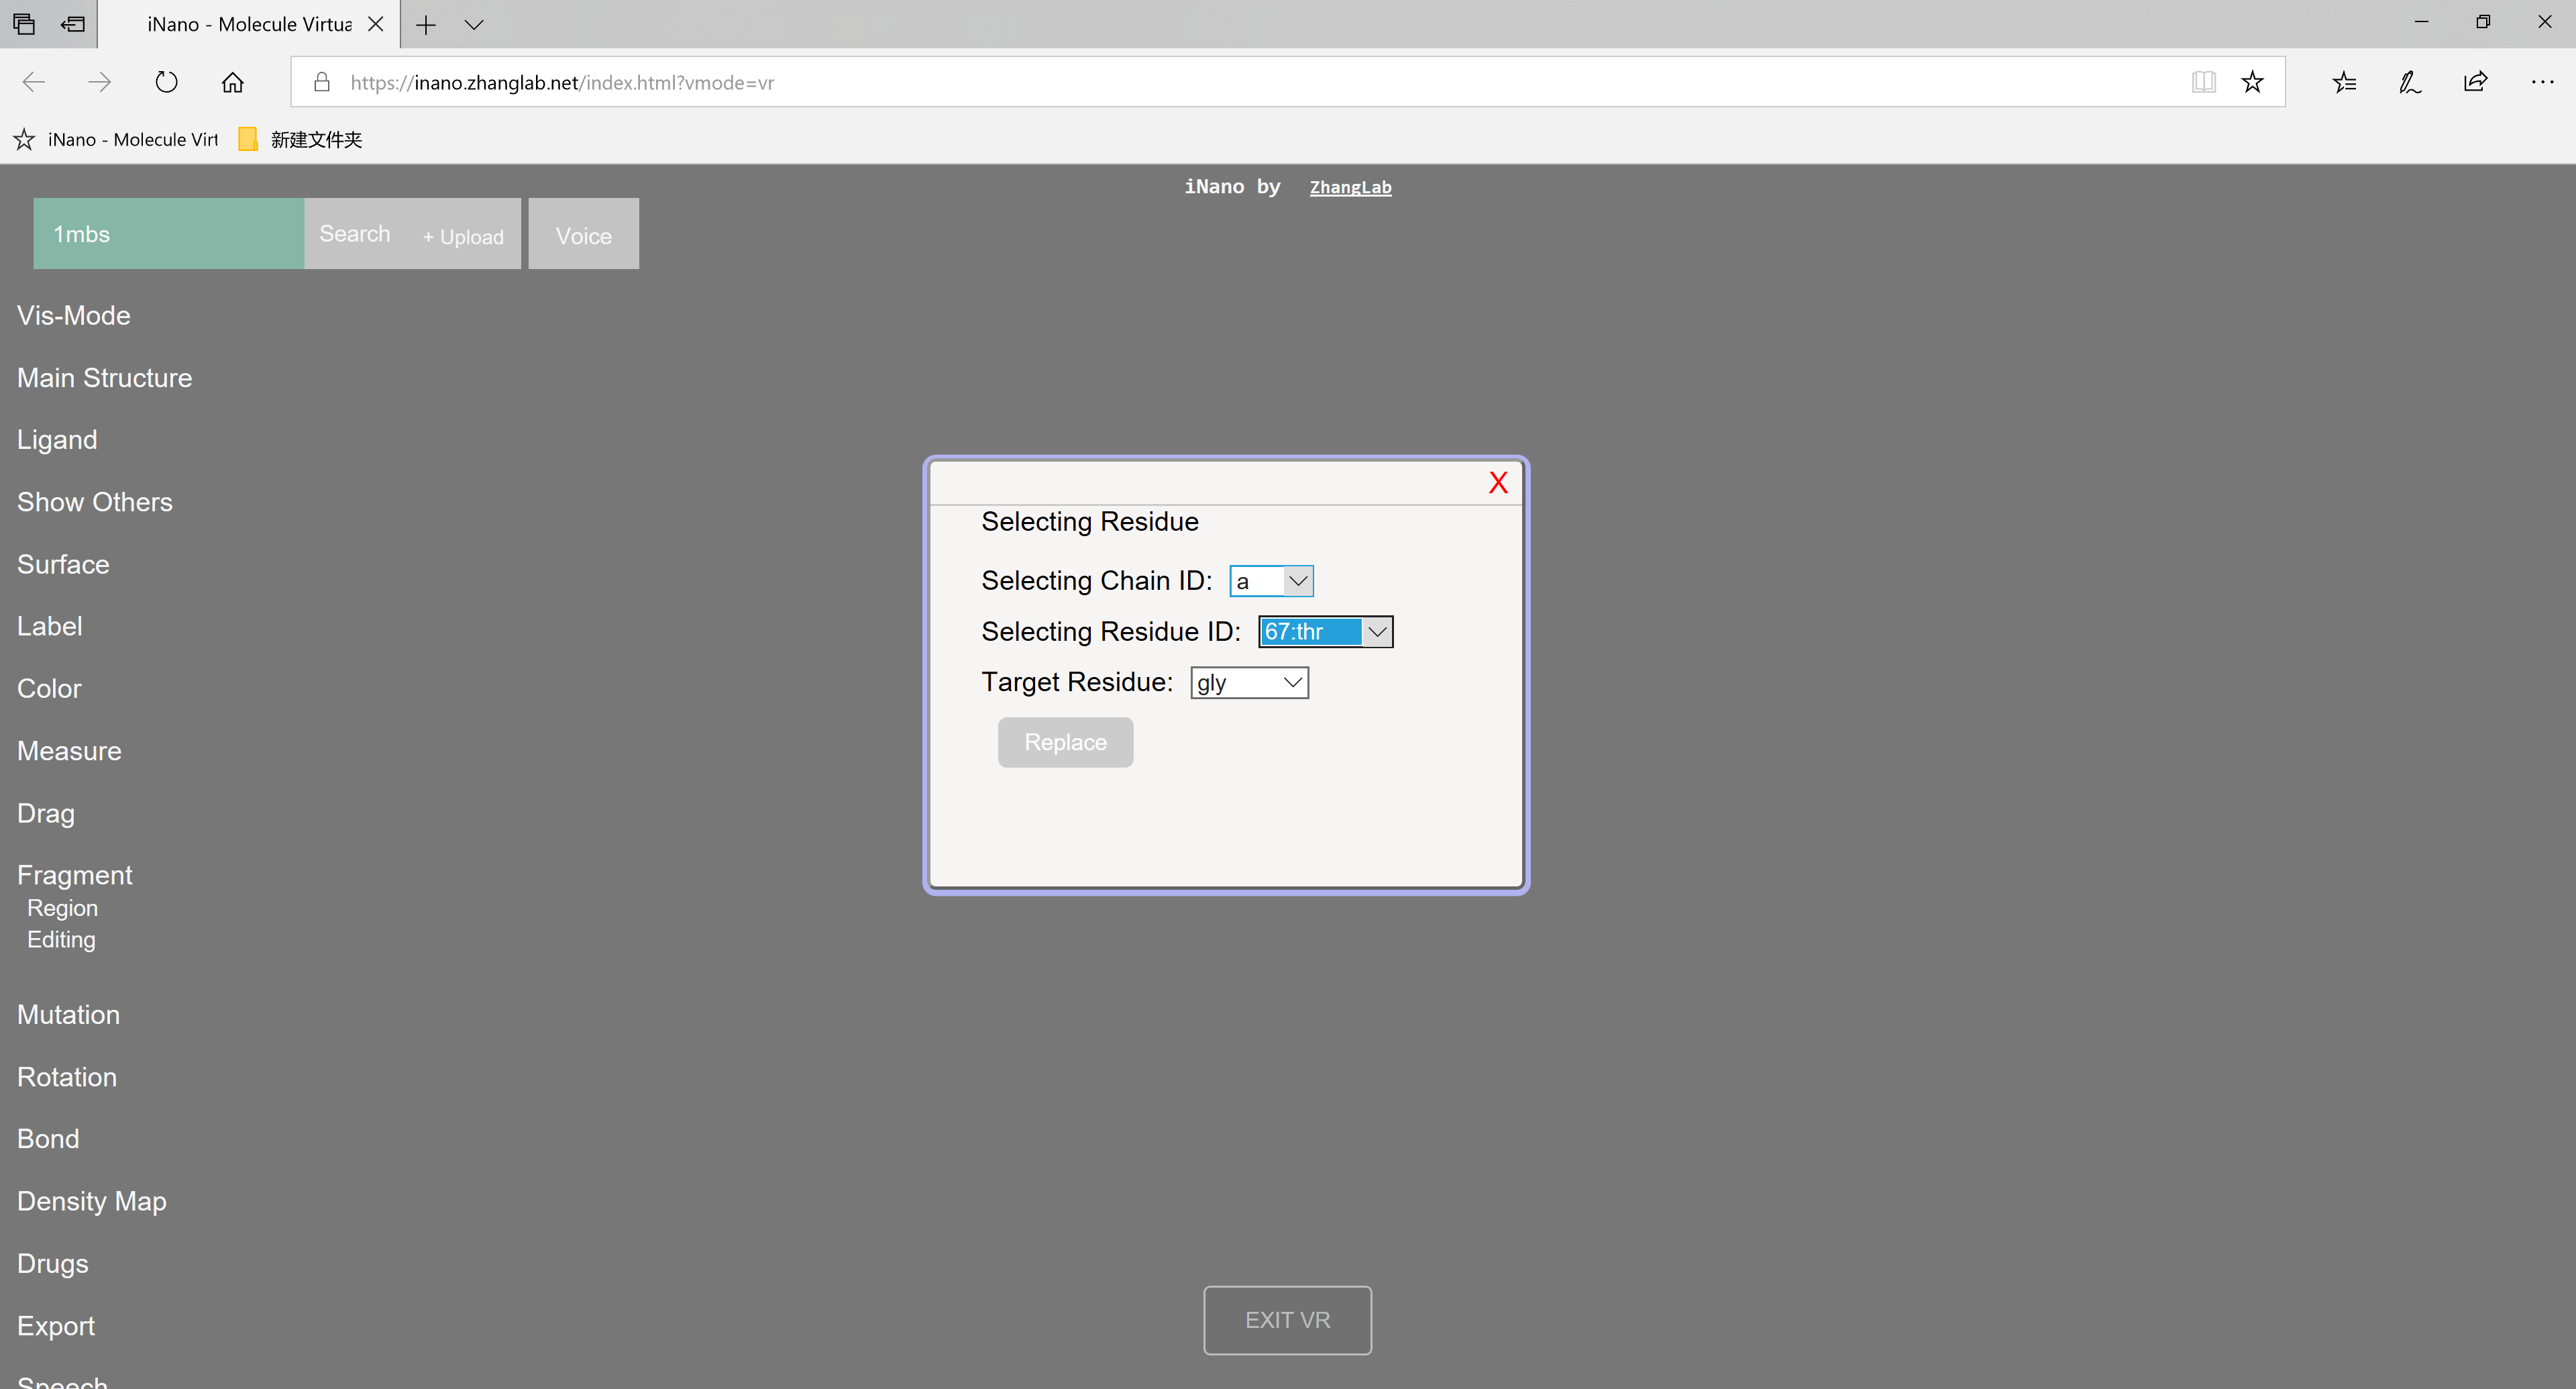 iNano - Molecule Virtua
https://inano.zhanglab.net/index.html?vmode=vr
iNano - Molecule Virt 新建文件夹
iNano by ZhangLab
1mbs Search + Upload Voice
Vis-Mode
Main Structure
Ligand
Show Others
Surface
Label
Color
Measure
Drag
Fragment
Region
Editing
Mutation
Rotation
Bond
Density Map
Drugs
Export
Speech
X
Selecting Residue
Selecting Chain ID: a
Selecting Residue ID: 67:thr
Target Residue: gly
Replace
EXIT VR